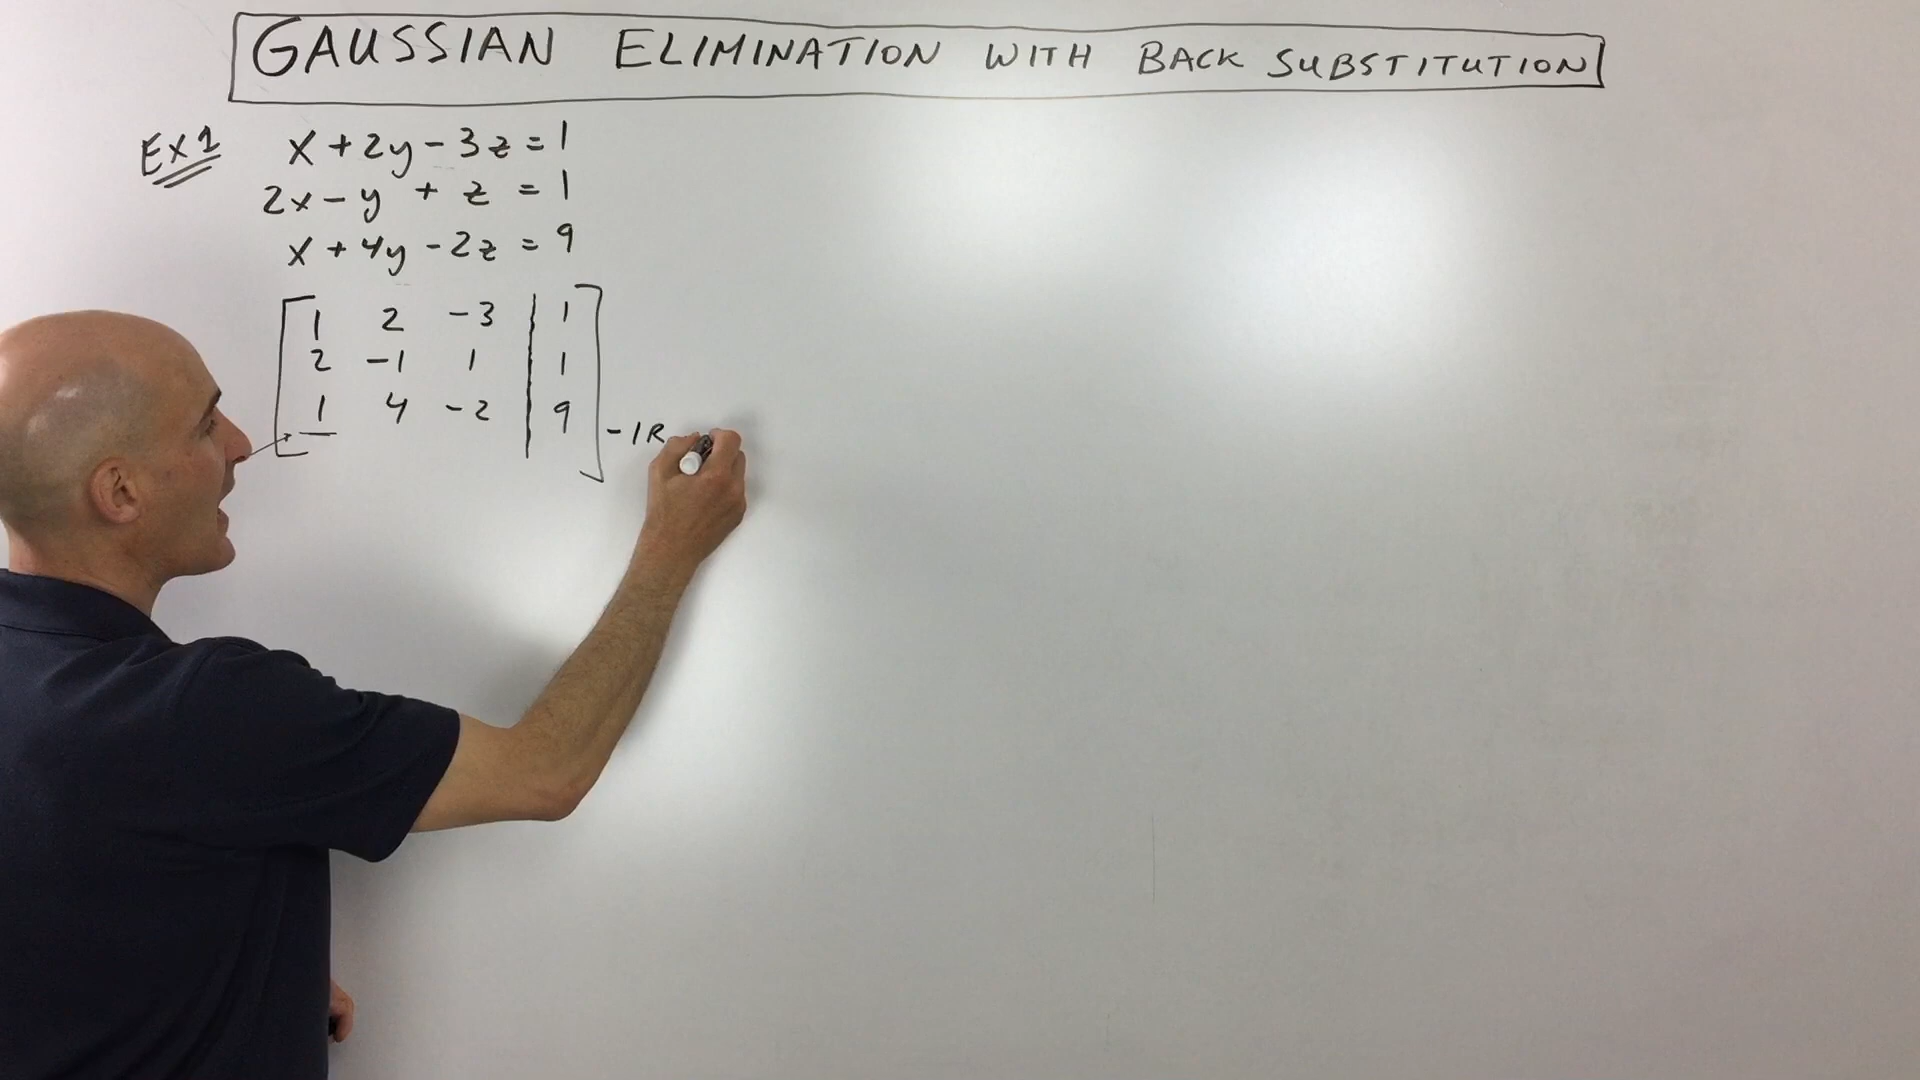 GAUSSIAN ELIMINATION WITH BACK SUBSTITUTION
Ex 1
x + 2y - 3z = 1
2x - y + z = 1
x + 4y - 2z = 9
1 2 -3 | 1
2 -1 1 | 1
1 4 -2 | 9
-1R